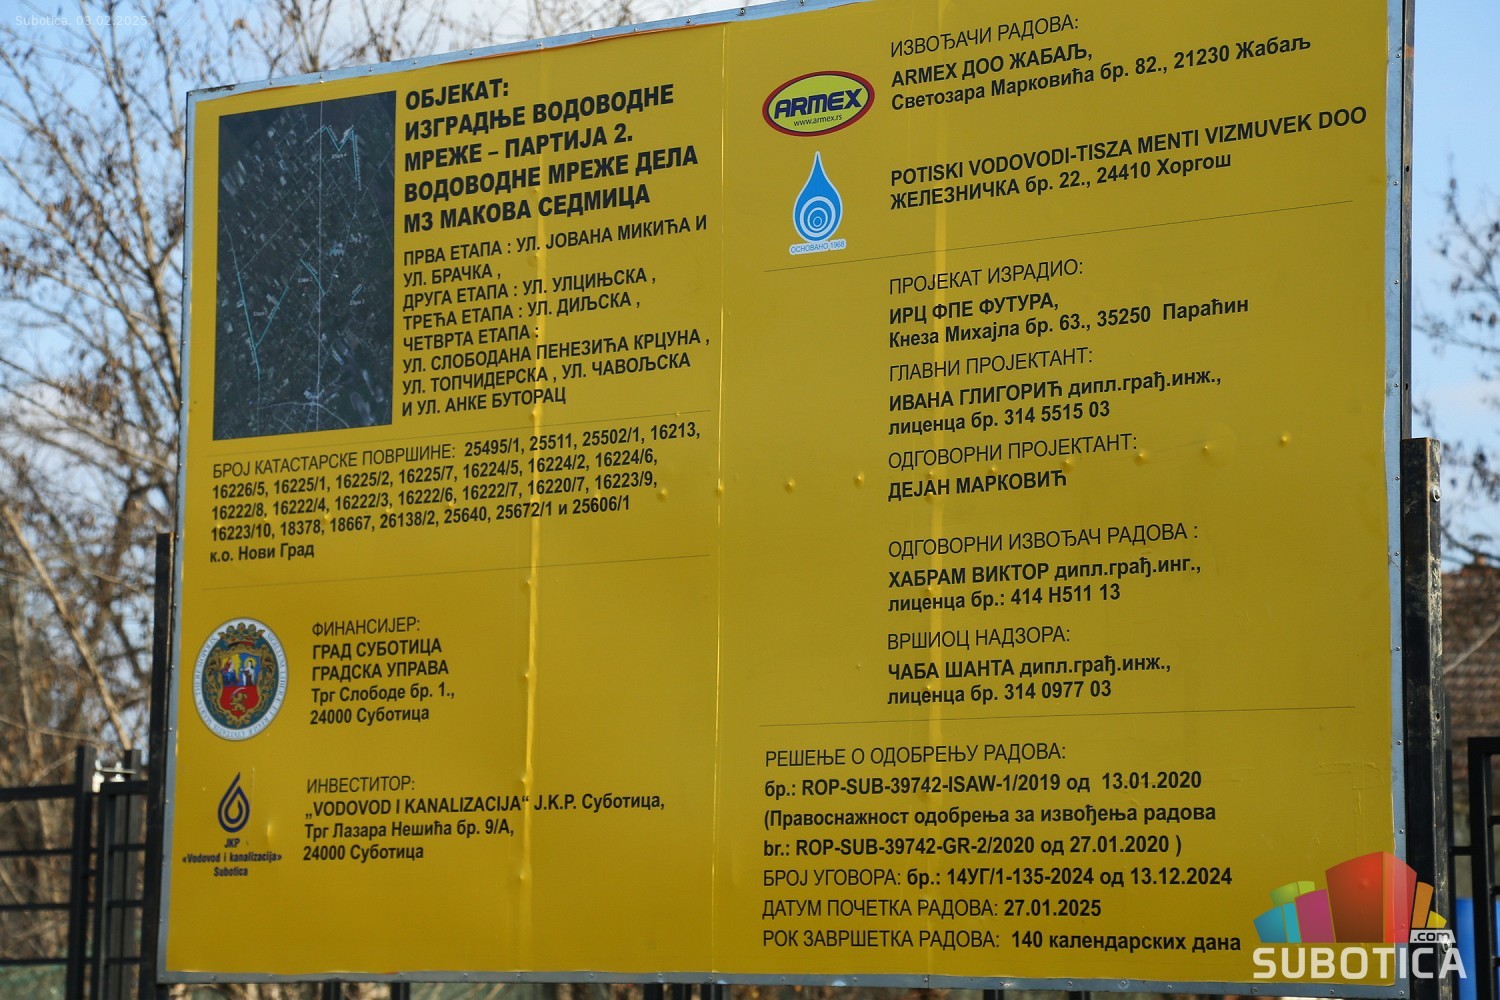 Subotica, 03.02.2025.
ОБЈЕКАТ:
ИЗГРАДЊЕ ВОДОВОДНЕ
МРЕЖЕ – ПАРТИЈА 2.
ВОДОВОДНЕ МРЕЖЕ ДЕЛА
МЗ МАКОВА СЕДМИЦА
ПРВА ЕТАПА : УЛ. ЈОВАНА МИКИЋА И
УЛ. БРАЧКА ,
ДРУГА ЕТАПА : УЛ. УЛЦИЊСКА ,
ТРЕЋА ЕТАПА : УЛ. ДИЉСКА ,
ЧЕТВРТА ЕТАПА :
УЛ. СЛОБОДАНА ПЕНЕЗИЋА КРЦУНА ,
УЛ. ТОПЧИДЕРСКА , УЛ. ЧАВОЉСКА
И УЛ. АНКЕ БУТОРАЦ
БРОЈ КАТАСТАРСКЕ ПОВРШИНЕ: 25495/1, 25511, 25502/1, 16213,
16226/5, 16225/1, 16225/2, 16225/7, 16224/5, 16224/2, 16224/6,
16222/8, 16222/4, 16222/3, 16222/6, 16222/7, 16220/7, 16223/9,
16223/10, 18378, 18667, 26138/2, 25640, 25672/1 и 25606/1
к.о. Нови Град
ФИНАНСИЈЕР:
ГРАД СУБОТИЦА
ГРАДСКА УПРАВА
Трг Слободе бр. 1.,
24000 Суботица
ИНВЕСТИТОР:
„VODOVOD I KANALIZACIJA“ J.K.P. Суботица,
Трг Лазара Нешића бр. 9/А,
24000 Суботица
JKP
«Vodovod i kanalizacija»
Subotica
ИЗВОЂАЧИ РАДОВА:
ARMEX ДОО ЖАБАЉ,
Светозара Марковића бр. 82., 21230 Жабаљ
ARMEX
www.armex.rs
POTISKI VODOVODI-TISZA MENTI VIZMUVEK DOO
ЖЕЛЕЗНИЧКА бр. 22., 24410 Хоргош
ОСНОВАНО 1968
ПРОЈЕКАТ ИЗРАДИО:
ИРЦ ФПЕ ФУТУРА,
Кнеза Михајла бр. 63., 35250 Параћин
ГЛАВНИ ПРОЈЕКТАНТ:
ИВАНА ГЛИГОРИЋ дипл.грађ.инж.,
лиценца бр. 314 5515 03
ОДГОВОРНИ ПРОЈЕКТАНТ:
ДЕЈАН МАРКОВИЋ
ОДГОВОРНИ ИЗВОЂАЧ РАДОВА :
ХАБРАМ ВИКТОР дипл.грађ.инг.,
лиценца бр.: 414 Н511 13
ВРШИОЦ НАДЗОРА:
ЧАБА ШАНТА дипл.грађ.инж.,
лиценца бр. 314 0977 03
РЕШЕЊЕ О ОДОБРЕЊУ РАДОВА:
бр.: ROP-SUB-39742-ISAW-1/2019 од 13.01.2020
(Правоснажност одобрења за извођења радова
br.: ROP-SUB-39742-GR-2/2020 од 27.01.2020 )
БРОЈ УГОВОРА: бр.: 14УГ/1-135-2024 од 13.12.2024
ДАТУМ ПОЧЕТКА РАДОВА: 27.01.2025
РОК ЗАВРШЕТКА РАДОВА: 140 календарских дана
.com
SUBOTICA